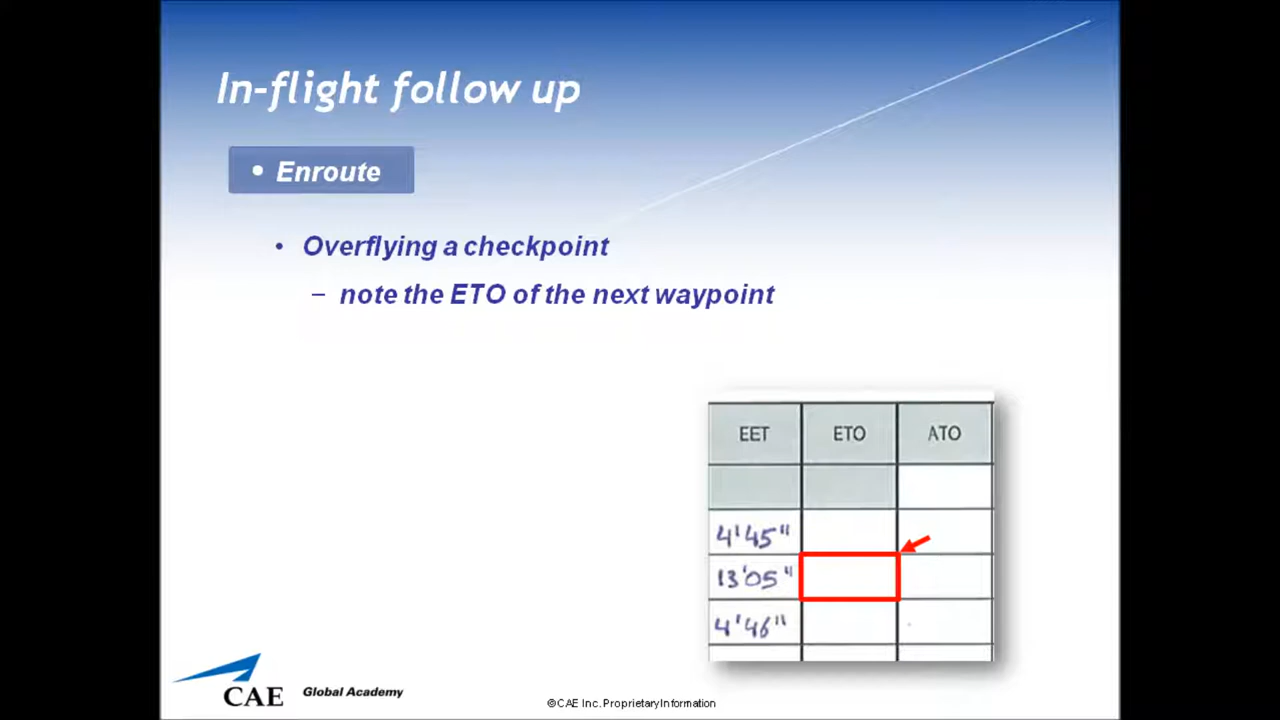 In-flight follow up
• Enroute
• Overflying a checkpoint
– note the ETO of the next waypoint
EET ETO ATO
4'45"
13'05"
4'46"
CAE Global Academy
© CAE Inc. Proprietary Information